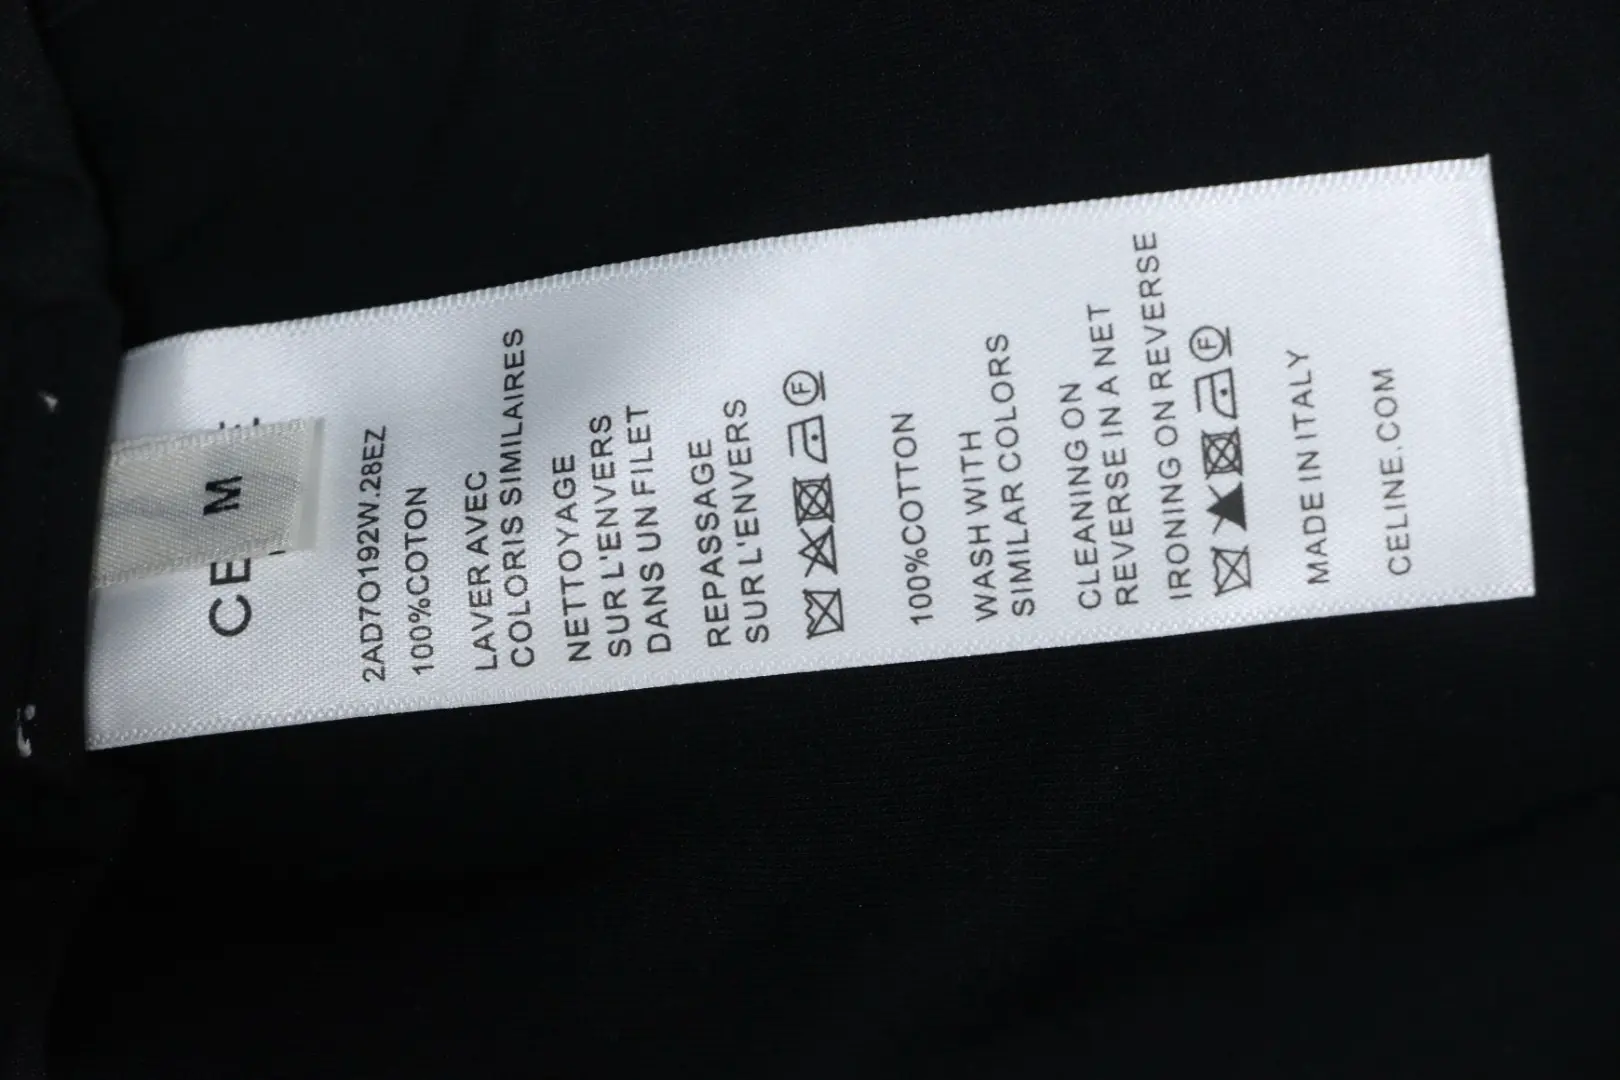 CE
M
2AD7O192W.28EZ
100%COTON
LAVER AVEC
COLORIS SIMILAIRES
NETTOYAGE
SUR L'ENVERS
DANS UN FILET
REPASSAGE
SUR L'ENVERS
F
100%COTTON
WASH WITH
SIMILAR COLORS
CLEANING ON
REVERSE IN A NET
IRONING ON REVERSE
F
MADE IN ITALY
CELINE.COM